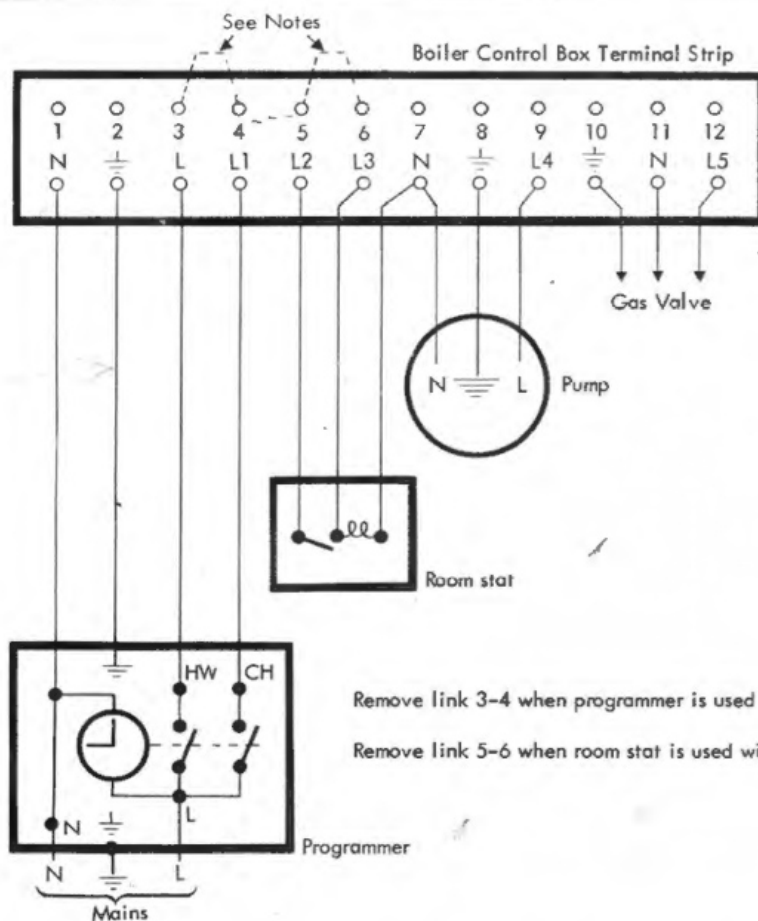 See Notes
Boiler Control Box Terminal Strip
1 2 3 4 5 6 7 8 9 10 11 12
N L L1 L2 L3 N L4 N L5
Gas Valve
N L Pump
Room stat
HW CH
Remove link 3-4 when programmer is used
Remove link 5-6 when room stat is used wi
L
N
Programmer
N L
Mains